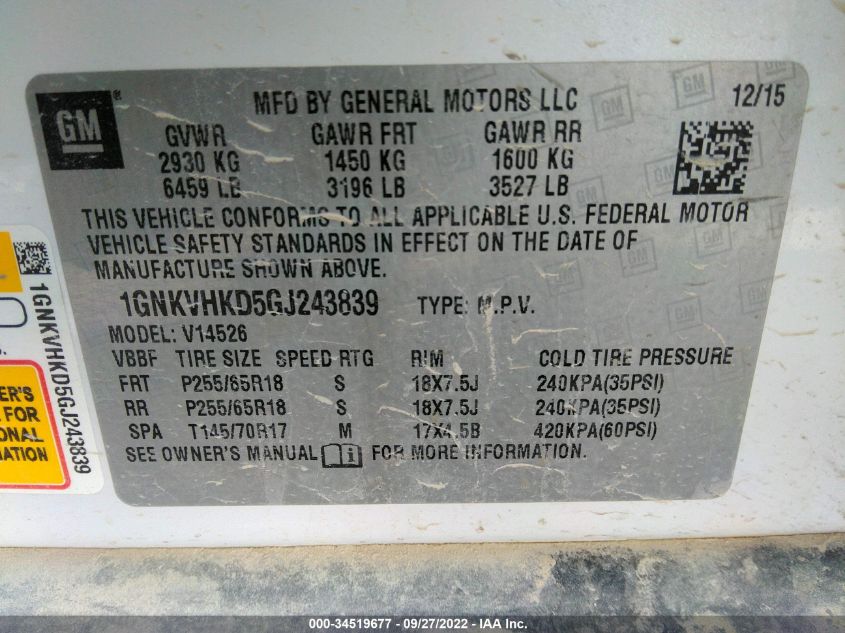 GM
®
MFD BY GENERAL MOTORS LLC 12/15
GVWR GAWR FRT GAWR RR
2930 KG 1450 KG 1600 KG
6459 LB 3196 LB 3527 LB
THIS VEHICLE CONFORMS TO ALL APPLICABLE U.S. FEDERAL MOTOR
VEHICLE SAFETY STANDARDS IN EFFECT ON THE DATE OF
MANUFACTURE SHOWN ABOVE.
1GNKVHKD5GJ243839 TYPE: M.P.V.
MODEL: V14526
VBBF TIRE SIZE SPEED RTG RIM COLD TIRE PRESSURE
FRT P255/65R18 S 18X7.5J 240KPA(35PSI)
RR P255/65R18 S 18X7.5J 240KPA(35PSI)
SPA T145/70R17 M 17X4.5B 420KPA(60PSI)
SEE OWNER'S MANUAL FOR MORE INFORMATION.
1GNKVHKD5GJ243839
FOR
000-34519677 - 09/27/2022 - IAA Inc.